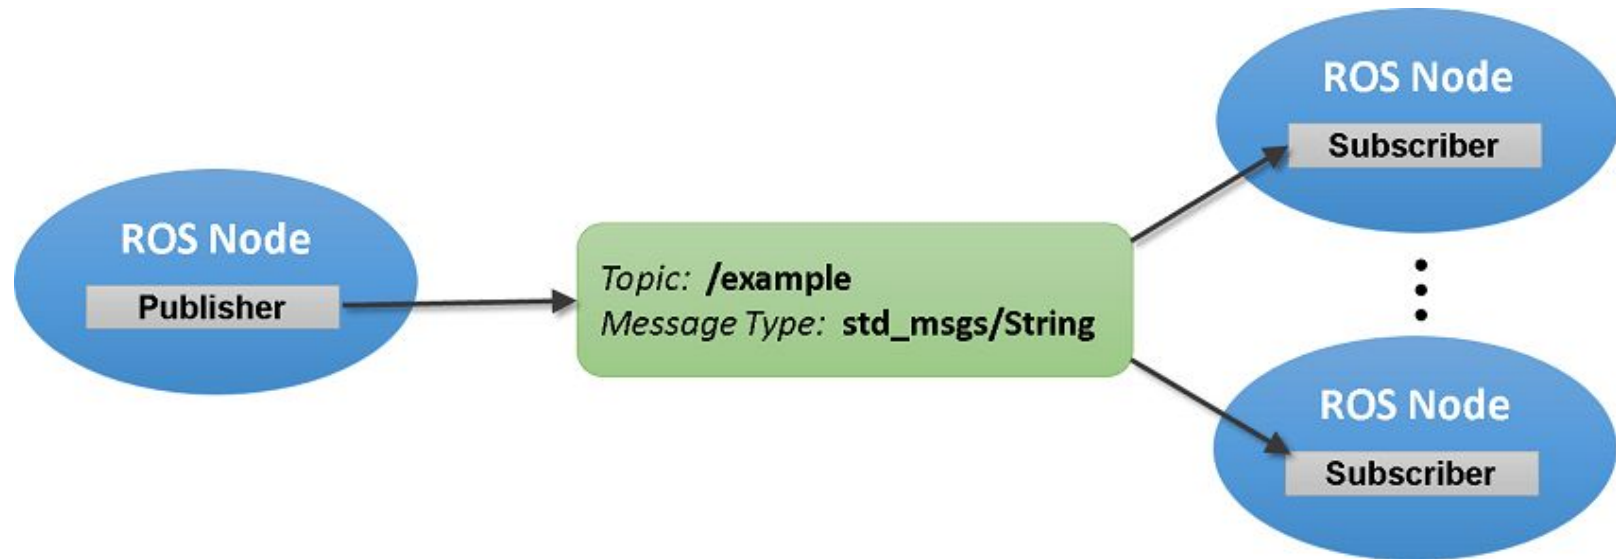 ROS Node
Publisher
Topic: /example
Message Type: std_msgs/String
ROS Node
Subscriber
ROS Node
Subscriber